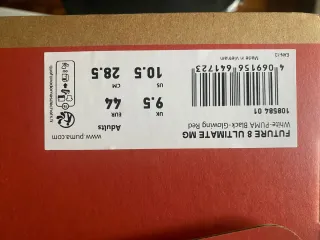 FUTURE 8 ULTIMATE MG
White-PUMA Black-Glowing Red
108584 01
4 069156 641723
Made in Vietnam
UK
9.5
EUR
44
Adults
US
10.5
CM
28.5
www.puma.com